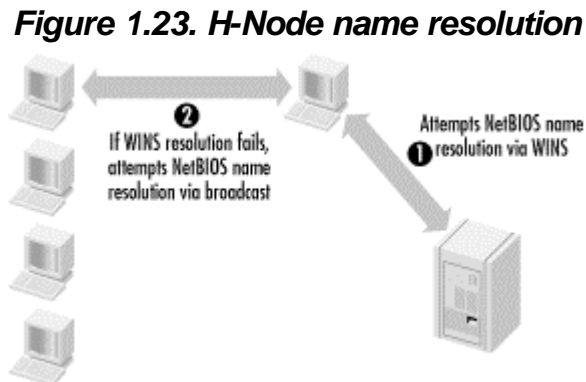 Figure 1.23. H-Node name resolution
2
If WINS resolution fails,
attempts NetBIOS name
resolution via broadcast
Attempts NetBIOS name
1 resolution via WINS